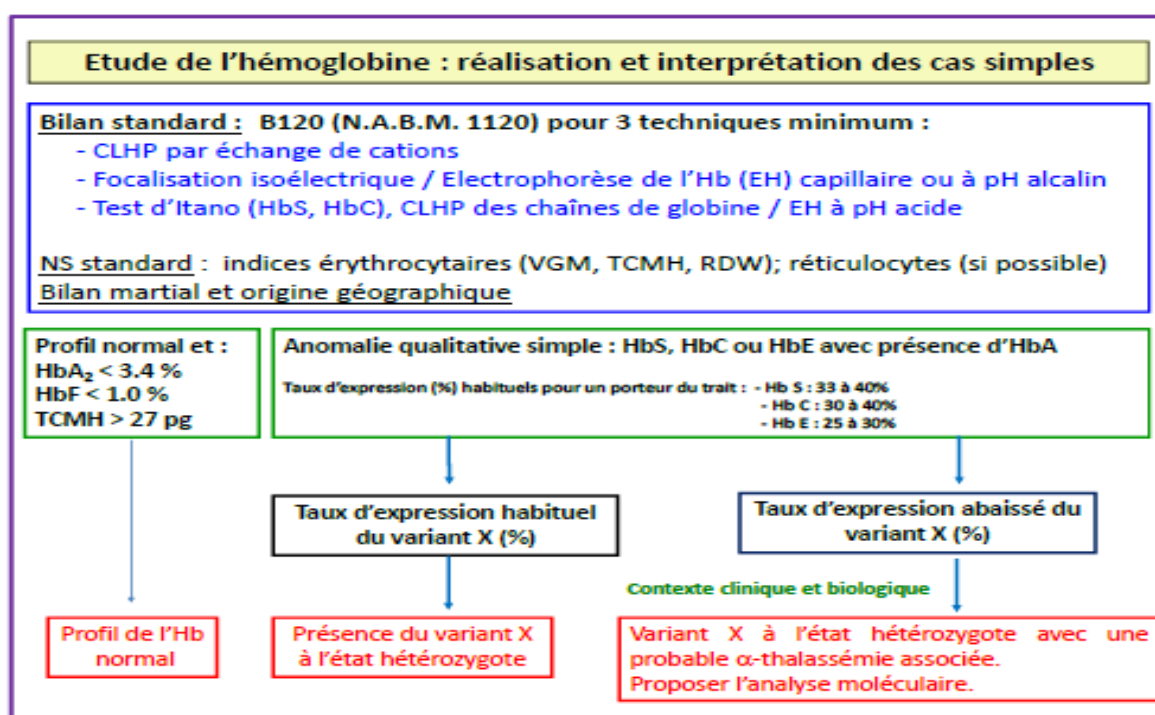 Etude de l'hémoglobine : réalisation et interprétation des cas simples
Bilan standard : B120 (N.A.B.M. 1120) pour 3 techniques minimum :
- CLHP par échange de cations
- Focalisation isoélectrique / Electrophorèse de l'Hb (EH) capillaire ou à pH alcalin
- Test d'Itano (HbS, HbC), CLHP des chaînes de globine / EH à pH acide
NS standard : indices érythrocytaires (VGM, TCMH, RDW); réticulocytes (si possible)
Bilan martial et origine géographique
Profil normal et :
HbA₂ < 3.4 %
HbF < 1.0 %
TCMH > 27 pg
Anomalie qualitative simple : HbS, HbC ou HbE avec présence d'HbA
Taux d'expression (%) habituels pour un porteur du trait : - Hb S : 33 à 40%
- Hb C : 30 à 40%
- Hb E : 25 à 30%
Taux d'expression habituel
du variant X (%)
Taux d'expression abaissé du
variant X (%)
Contexte clinique et biologique
Profil de l'Hb
normal
Présence du variant X
à l'état hétérozygote
Variant X à l'état hétérozygote avec une
probable α-thalassémie associée.
Proposer l'analyse moléculaire.